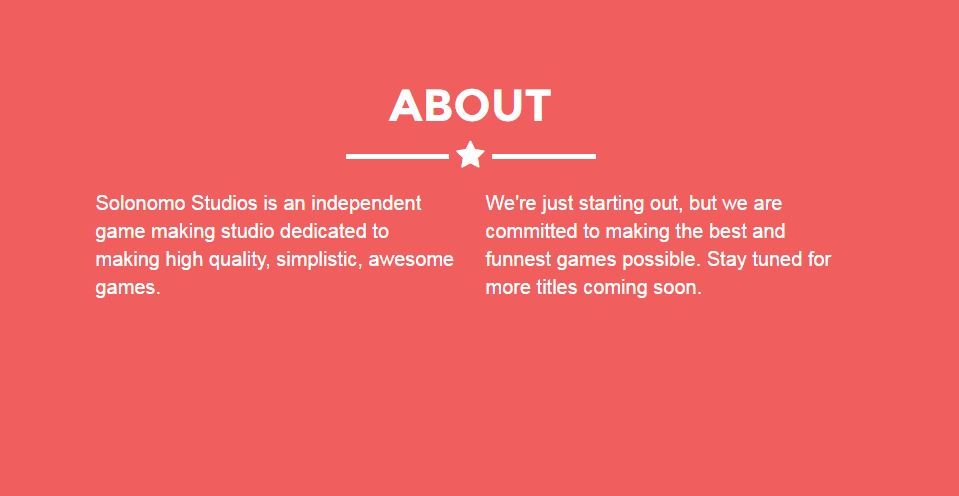 ABOUT
Solonomo Studios is an independent
game making studio dedicated to
making high quality, simplistic, awesome
games.
We're just starting out, but we are
committed to making the best and
funnest games possible. Stay tuned for
more titles coming soon.